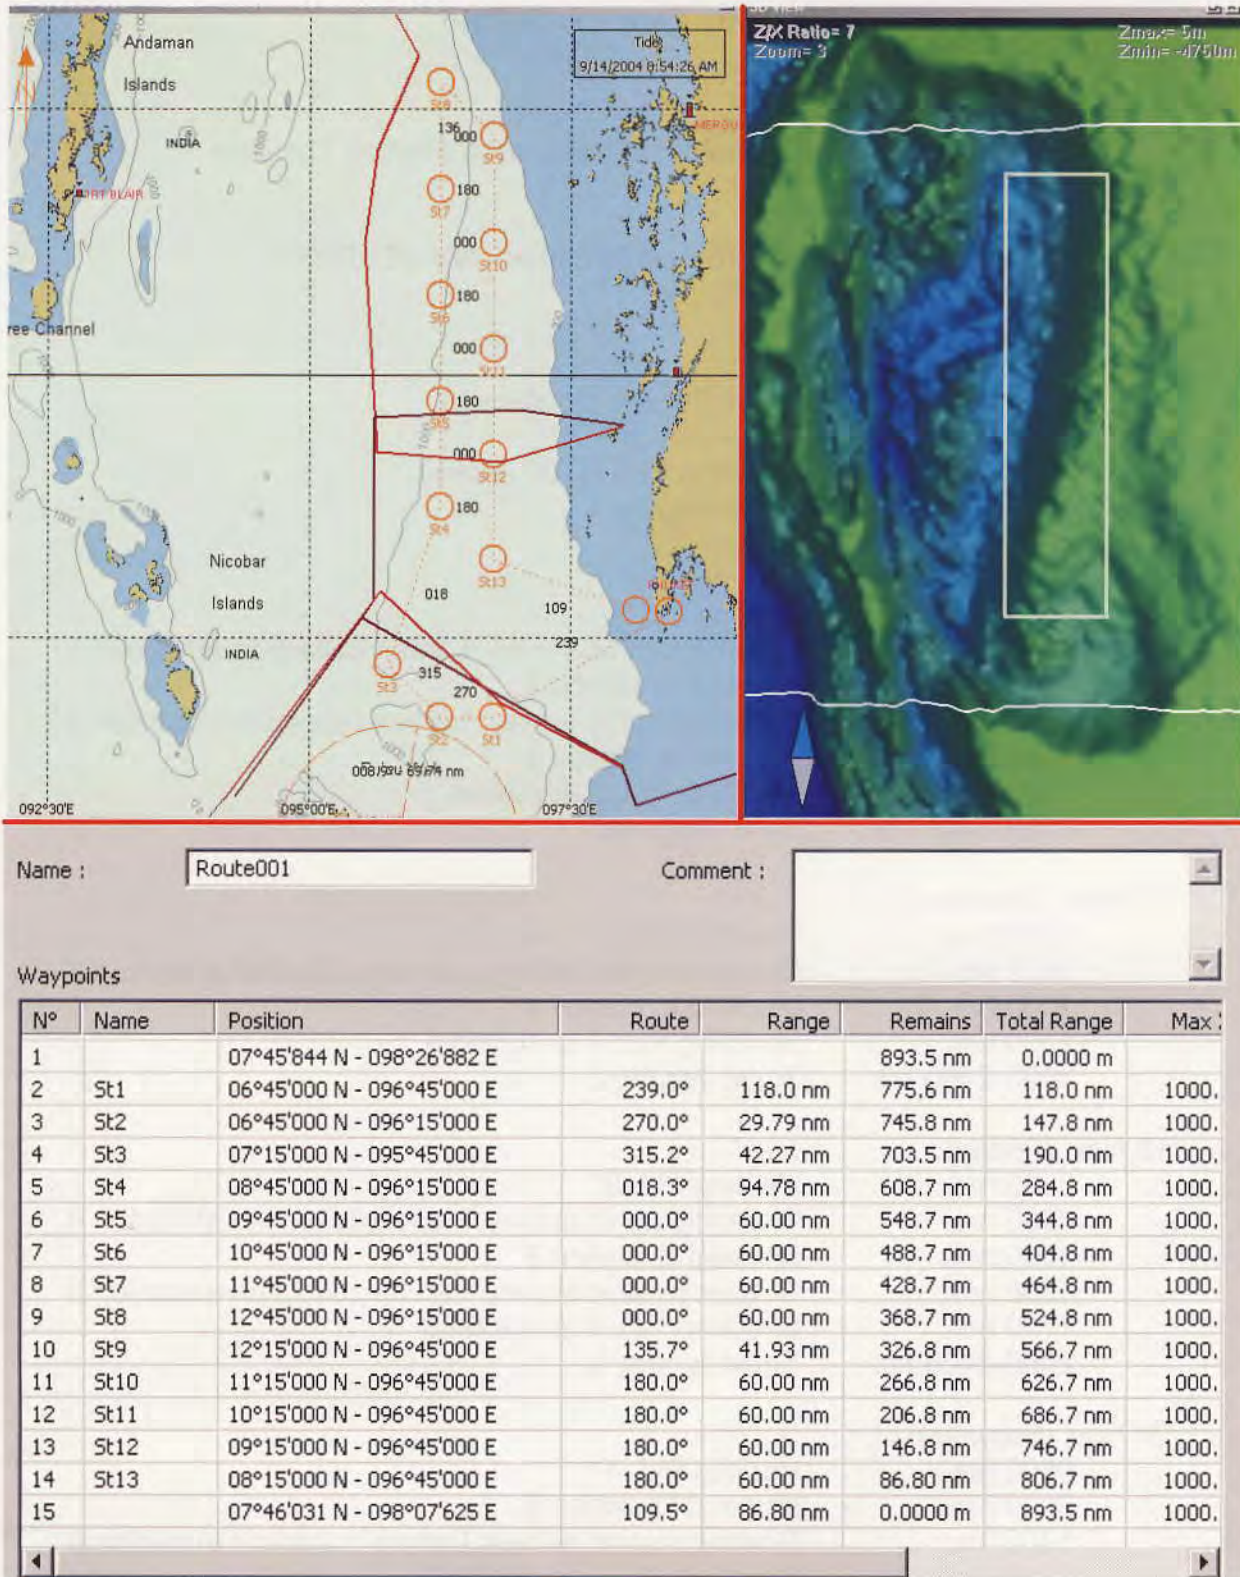 Andaman
Islands
INDIA
Tide
9/14/2004 8:54:26 AM
St8
136
000
St9
180
St7
000
St10
180
St6
000
St11
180
St5
000
St12
180
St4
St13
018
109
239
Nicobar
Islands
INDIA
315
270
St3
St2
St1
1000
1000
1000
200
ree Channel
092°30'E
095°00'E
097°30'E
3D VIEW
Z/X Ratio= 7
Zoom= 3
Zmax= 5m
Zmin= -4750m
Name :
Route001
Comment :
Waypoints
N° Name Position Route Range Remains Total Range Max
1 07°45'844 N - 098°26'882 E 893.5 nm 0.0000 m
2 St1 06°45'000 N - 096°45'000 E 239.0° 118.0 nm 775.6 nm 118.0 nm 1000.
3 St2 06°45'000 N - 096°15'000 E 270.0° 29.79 nm 745.8 nm 147.8 nm 1000.
4 St3 07°15'000 N - 095°45'000 E 315.2° 42.27 nm 703.5 nm 190.0 nm 1000.
5 St4 08°45'000 N - 096°15'000 E 018.3° 94.78 nm 608.7 nm 284.8 nm 1000.
6 St5 09°45'000 N - 096°15'000 E 000.0° 60.00 nm 548.7 nm 344.8 nm 1000.
7 St6 10°45'000 N - 096°15'000 E 000.0° 60.00 nm 488.7 nm 404.8 nm 1000.
8 St7 11°45'000 N - 096°15'000 E 000.0° 60.00 nm 428.7 nm 464.8 nm 1000.
9 St8 12°45'000 N - 096°15'000 E 000.0° 60.00 nm 368.7 nm 524.8 nm 1000.
10 St9 12°15'000 N - 096°45'000 E 135.7° 41.93 nm 326.8 nm 566.7 nm 1000.
11 St10 11°15'000 N - 096°45'000 E 180.0° 60.00 nm 266.8 nm 626.7 nm 1000.
12 St11 10°15'000 N - 096°45'000 E 180.0° 60.00 nm 206.8 nm 686.7 nm 1000.
13 St12 09°15'000 N - 096°45'000 E 180.0° 60.00 nm 146.8 nm 746.7 nm 1000.
14 St13 08°15'000 N - 096°45'000 E 180.0° 60.00 nm 86.80 nm 806.7 nm 1000.
15 07°46'031 N - 098°07'625 E 109.5° 86.80 nm 0.0000 m 893.5 nm 1000.